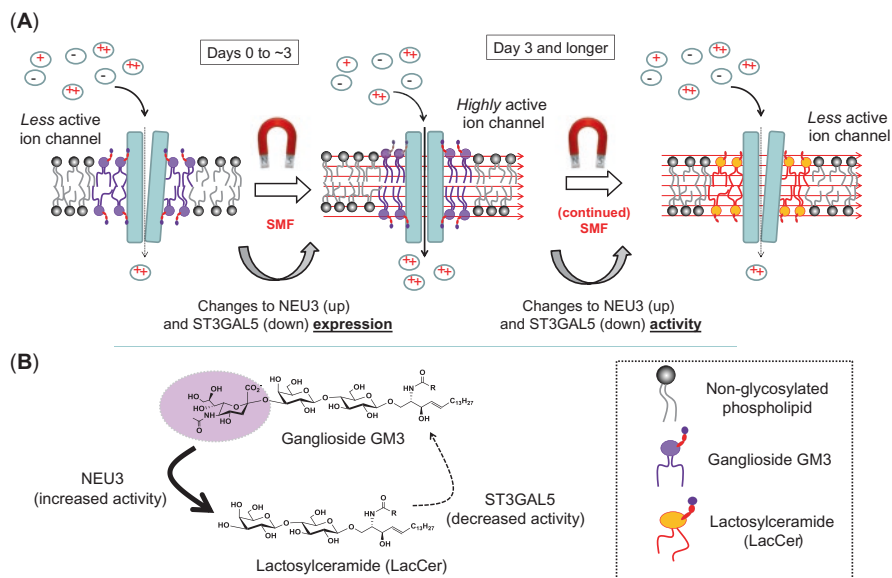 (A)
Days 0 to ~3
Day 3 and longer
Less active
ion channel
Highly active
ion channel
Less active
ion channel
SMF
(continued)
SMF
Changes to NEU3 (up)
and ST3GAL5 (down) expression
Changes to NEU3 (up)
and ST3GAL5 (down) activity
(B)
Ganglioside GM3
NEU3
(increased activity)
ST3GAL5
(decreased activity)
Lactosylceramide (LacCer)
Non-glycosylated
phospholipid
Ganglioside GM3
Lactosylceramide
(LacCer)